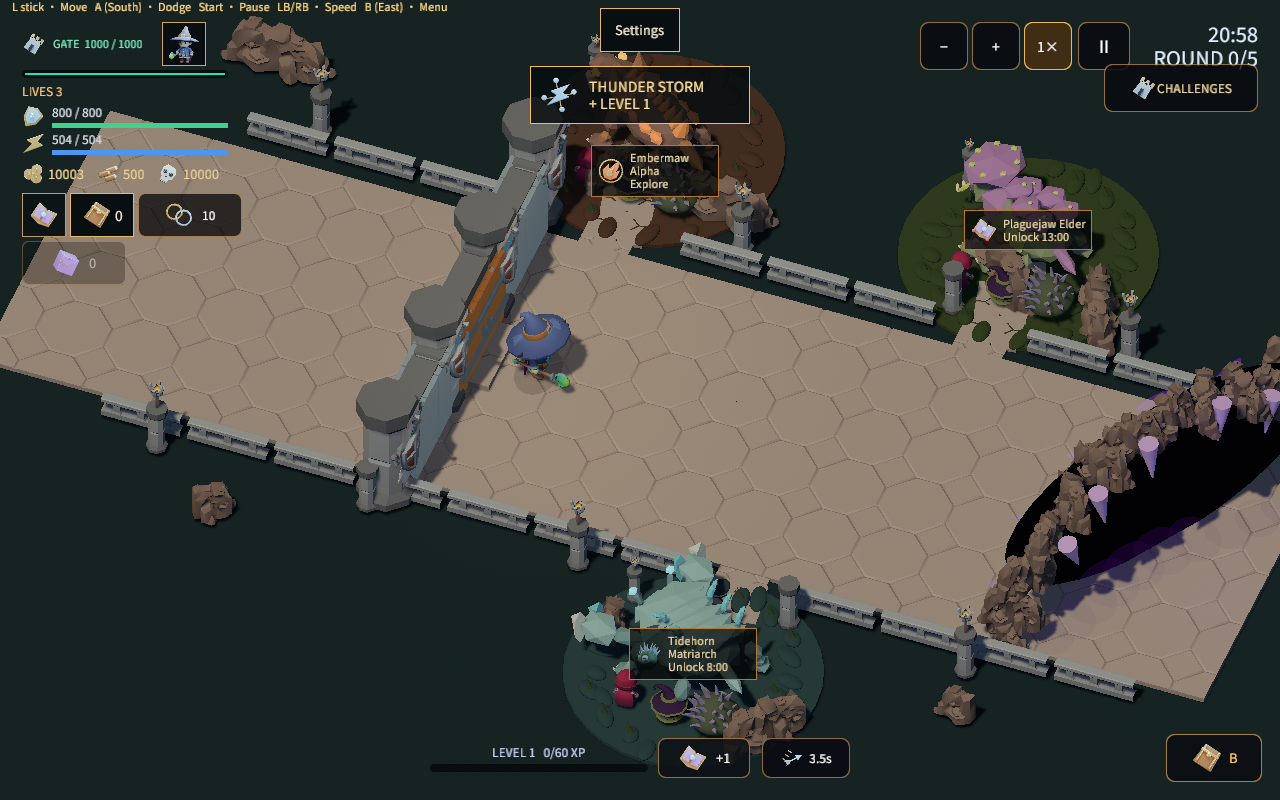 L stick • Move A (South) • Dodge Start • Pause LB/RB • Speed B (East) • Menu
GATE 1000 / 1000
Settings
− + 1× II
20:58
ROUND 0/5
CHALLENGES
LIVES 3
THUNDER STORM
+ LEVEL 1
800 / 800
504 / 504
10003 500 10000
0 10
0
Embermaw
Alpha
Explore
Plaguejaw Elder
Unlock 13:00
Tidehorn
Matriarch
Unlock 8:00
LEVEL 1 0/60 XP
+1
3.5s
B